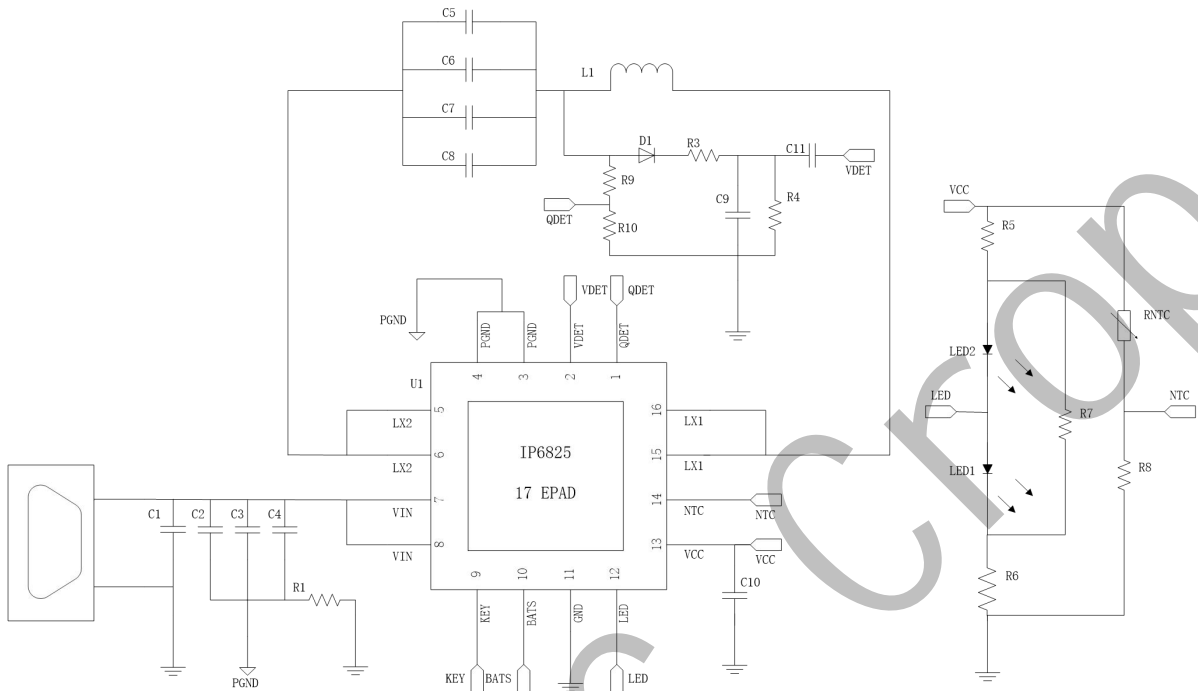 C5
C6
C7
C8
L1
D1
R3
C11
VDET
R9
QDET
R10
C9
R4
VCC
R5
RNTC
LED2
LED
R7
NTC
LED1
R8
R6
PGND
VDET
QDET
PGND
PGND
VDET
QDET
U1
4
3
2
1
5
LX2
6
LX2
7
VIN
8
VIN
IP6825
17 EPAD
16
LX1
15
LX1
14
NTC
NTC
13
VCC
VCC
C10
9
10
11
12
KEY
BATS
GND
LED
KEY
BATS
LED
C1
C2
C3
C4
R1
PGND
Crop